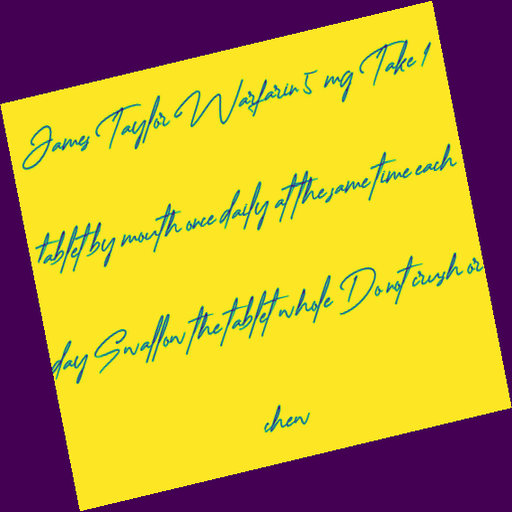 James Taylor Warfarin 5 mg Take 1
tablet by mouth once daily at the same time each
day Swallow the tablet whole Do not crush or
chew